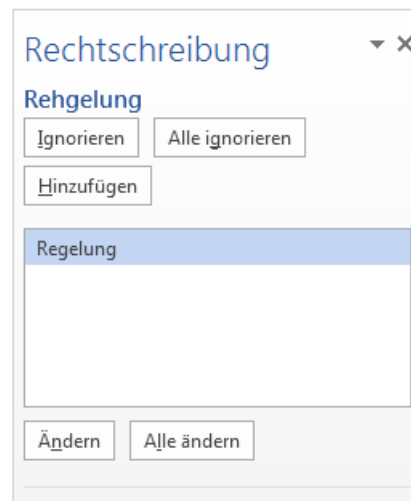 Rechtschreibung
Rehgelung
Ignorieren Alle ignorieren
Hinzufügen
Regelung
Ändern Alle ändern